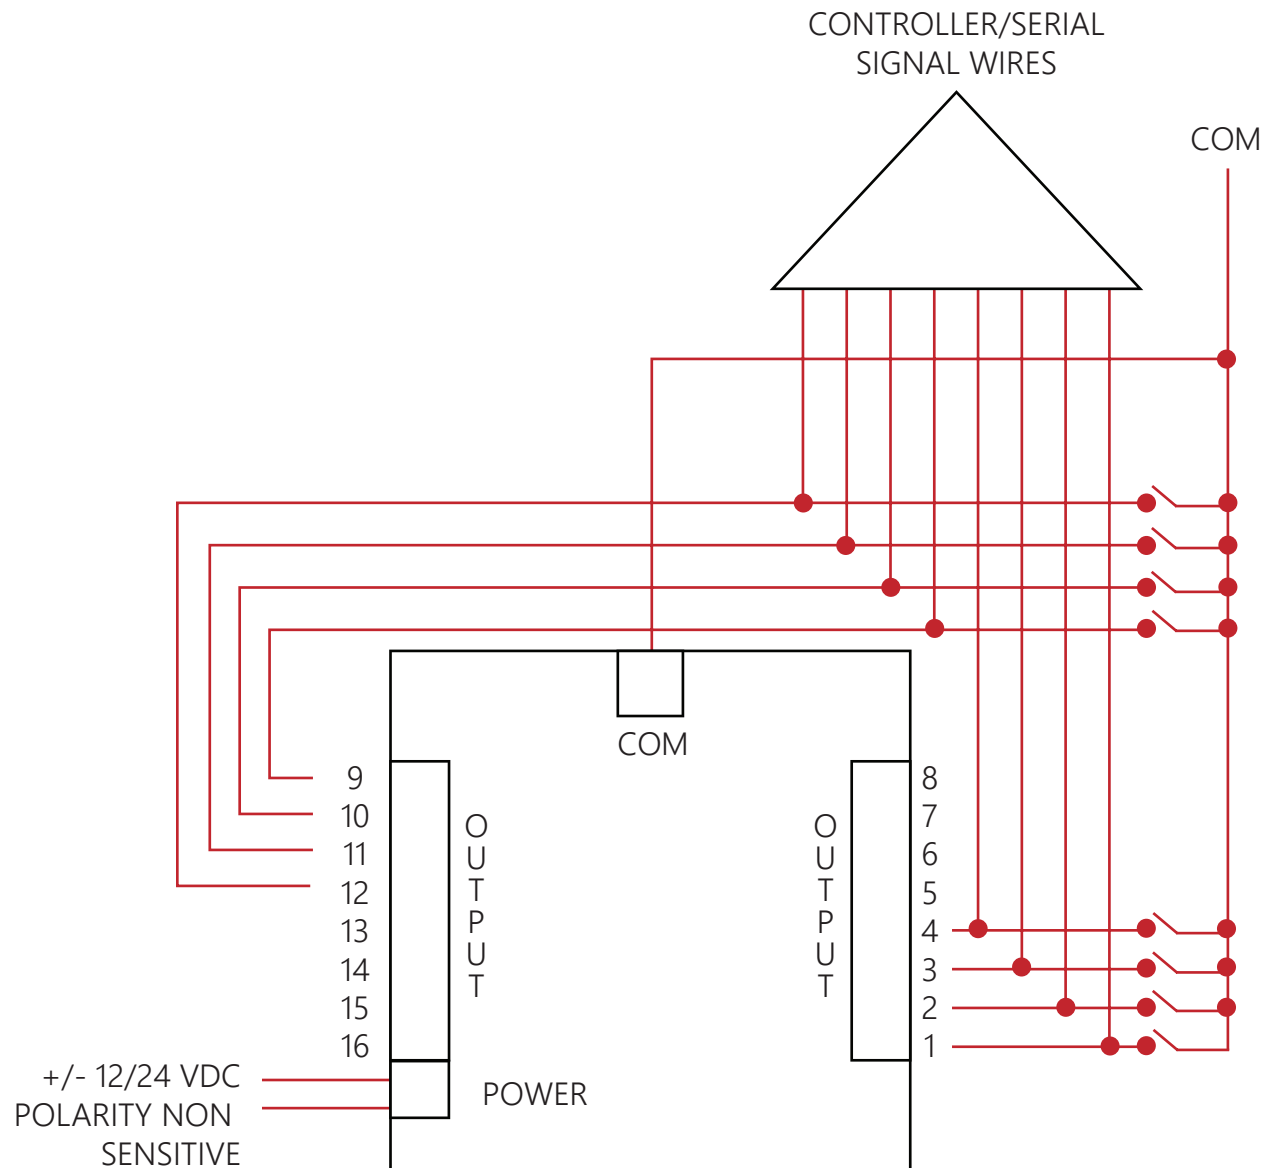 CONTROLLER/SERIAL
SIGNAL WIRES
COM
COM
9
10
11
12
13
14
15
16
OUTPUT
OUTPUT
8
7
6
5
4
3
2
1
+/- 12/24 VDC
POLARITY NON
SENSITIVE
POWER